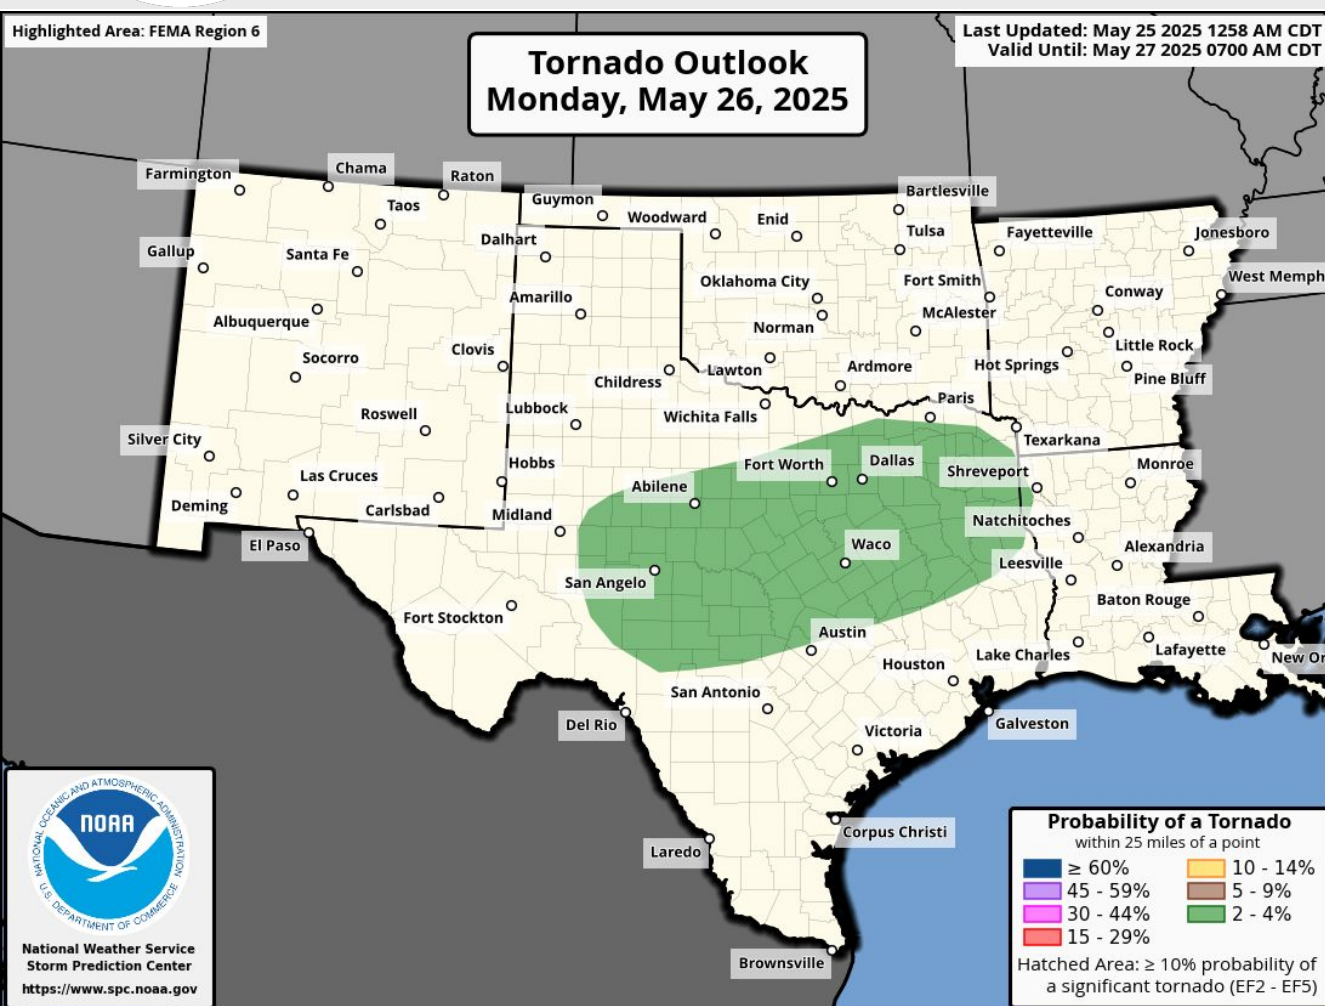 Highlighted Area: FEMA Region 6
Last Updated: May 25 2025 1258 AM CDT
Valid Until: May 27 2025 0700 AM CDT
Tornado Outlook
Monday, May 26, 2025
Farmington
Chama
Raton
Taos
Guymon
Woodward
Enid
Bartlesville
Tulsa
Fayetteville
Jonesboro
Gallup
Santa Fe
Dalhart
Oklahoma City
Fort Smith
West Memph
Albuquerque
Amarillo
Norman
McAlester
Conway
Little Rock
Socorro
Clovis
Childress
Lawton
Ardmore
Hot Springs
Pine Bluff
Roswell
Lubbock
Wichita Falls
Paris
Texarkana
Silver City
Las Cruces
Hobbs
Fort Worth
Dallas
Shreveport
Monroe
Deming
Carlsbad
Midland
Abilene
Natchitoches
El Paso
Waco
Alexandria
San Angelo
Leesville
Fort Stockton
Baton Rouge
Austin
Lake Charles
Lafayette
New Or
Houston
San Antonio
Del Rio
Galveston
Victoria
Corpus Christi
Laredo
Brownsville
NATIONAL OCEANIC AND ATMOSPHERIC ADMINISTRATION
NOAA
U.S. DEPARTMENT OF COMMERCE
National Weather Service
Storm Prediction Center
https://www.spc.noaa.gov
Probability of a Tornado
within 25 miles of a point
≥ 60%
10 - 14%
45 - 59%
5 - 9%
30 - 44%
2 - 4%
15 - 29%
Hatched Area: ≥ 10% probability of
a significant tornado (EF2 - EF5)